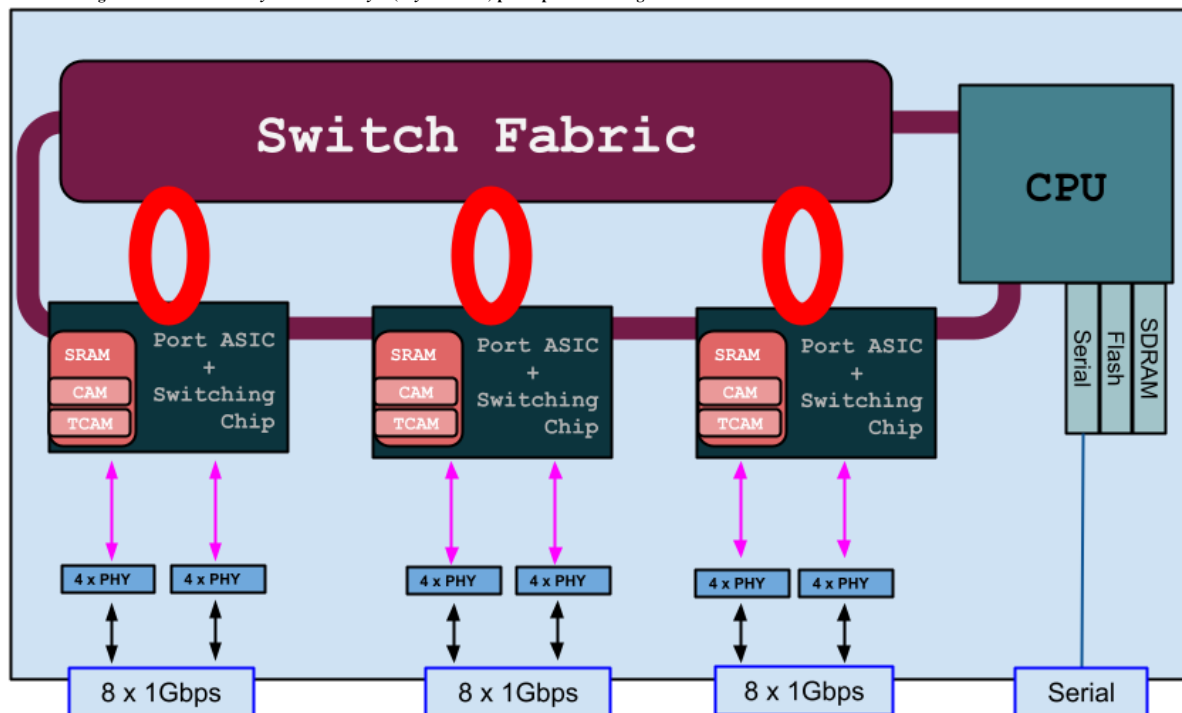 Switch Fabric
CPU
Serial
Flash
SDRAM
SRAM
CAM
TCAM
Port ASIC
+
Switching
Chip
SRAM
CAM
TCAM
Port ASIC
+
Switching
Chip
SRAM
CAM
TCAM
Port ASIC
+
Switching
Chip
4 x PHY
4 x PHY
4 x PHY
4 x PHY
4 x PHY
4 x PHY
8 x 1Gbps
8 x 1Gbps
8 x 1Gbps
Serial